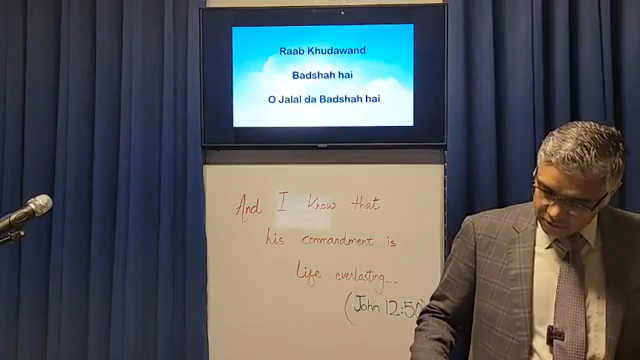 Raab Khudawand
Badshah hai
O Jalal da Badshah hai
And I know that
his commandment is
life everlasting...
(John 12:50)